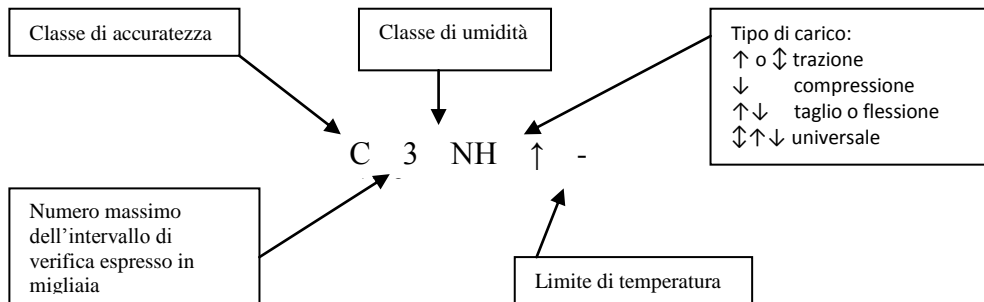 Classe di accuratezza
Classe di umidità
Tipo di carico:
↑ o ↕ trazione
↓ compressione
↑↓ taglio o flessione
↕↑↓ universale
C 3 NH ↑ -
Numero massimo
dell'intervallo di
verifica espresso in
migliaia
Limite di temperatura